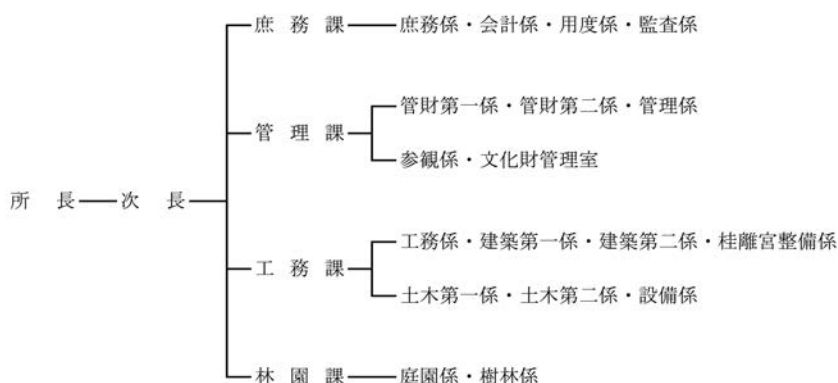 庶務課 庶務係・会計係・用度係・監査係
管財第一係・管財第二係・管理係
管理課
参観係・文化財管理室
所長 次長
工務係・建築第一係・建築第二係・桂離宮整備係
工務課
土木第一係・土木第二係・設備係
林園課 庭園係・樹林係